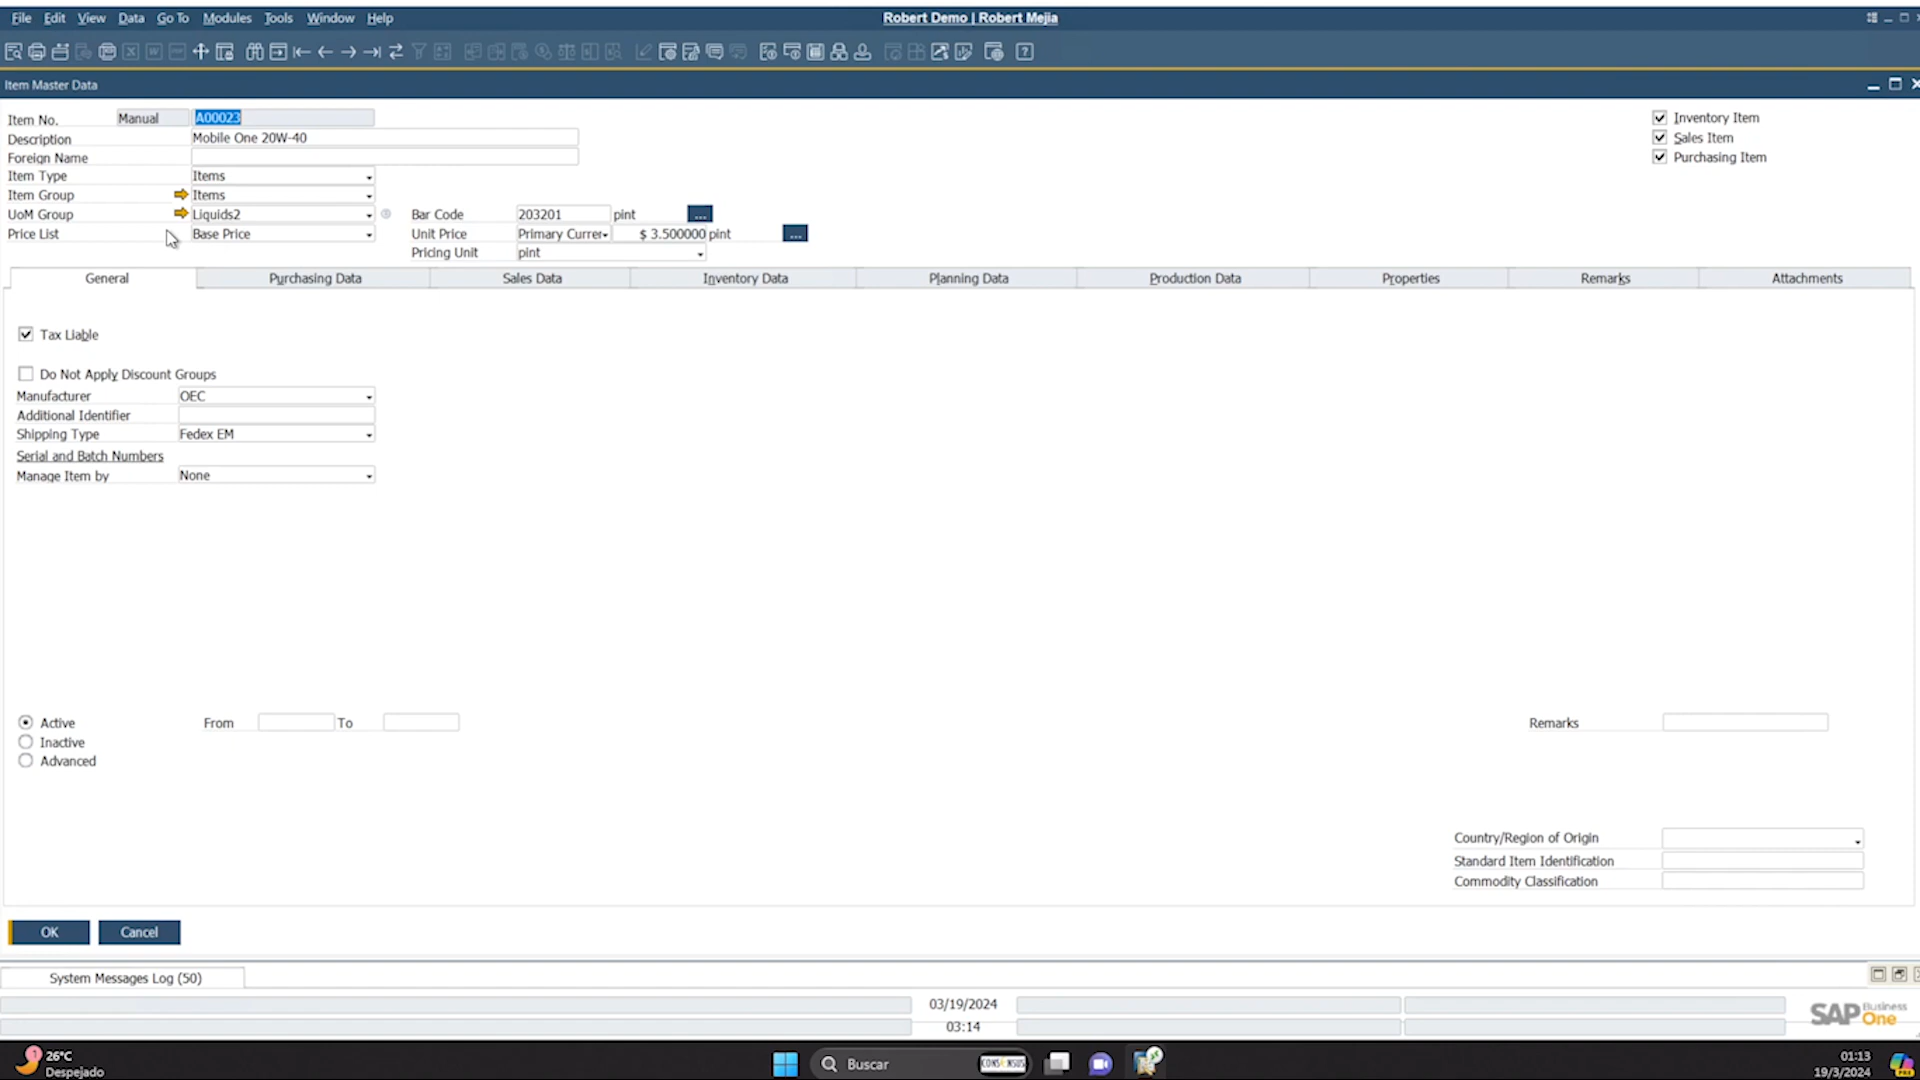 File Edit View Data Go To Modules Tools Window Help
Robert Demo | Robert Mejia
Item Master Data
Item No. Manual A00023
Description Mobile One 20W-40
Foreign Name
Item Type Items
Item Group Items
UoM Group Liquids2 Bar Code 203201 pint ...
Price List Base Price Unit Price Primary Currer $ 3.500000 pint ...
Pricing Unit pint
Inventory Item
Sales Item
Purchasing Item
General Purchasing Data Sales Data Inventory Data Planning Data Production Data Properties Remarks Attachments
Tax Liable
Do Not Apply Discount Groups
Manufacturer OEC
Additional Identifier
Shipping Type Fedex EM
Serial and Batch Numbers
Manage Item by None
Active From To
Inactive
Advanced
Remarks
Country/Region of Origin
Standard Item Identification
Commodity Classification
OK Cancel
System Messages Log (50)
03/19/2024
03:14
SAP Business One
1 26°C
Despejado
Buscar
CONSENSUS
01:13
19/3/2024
PRE